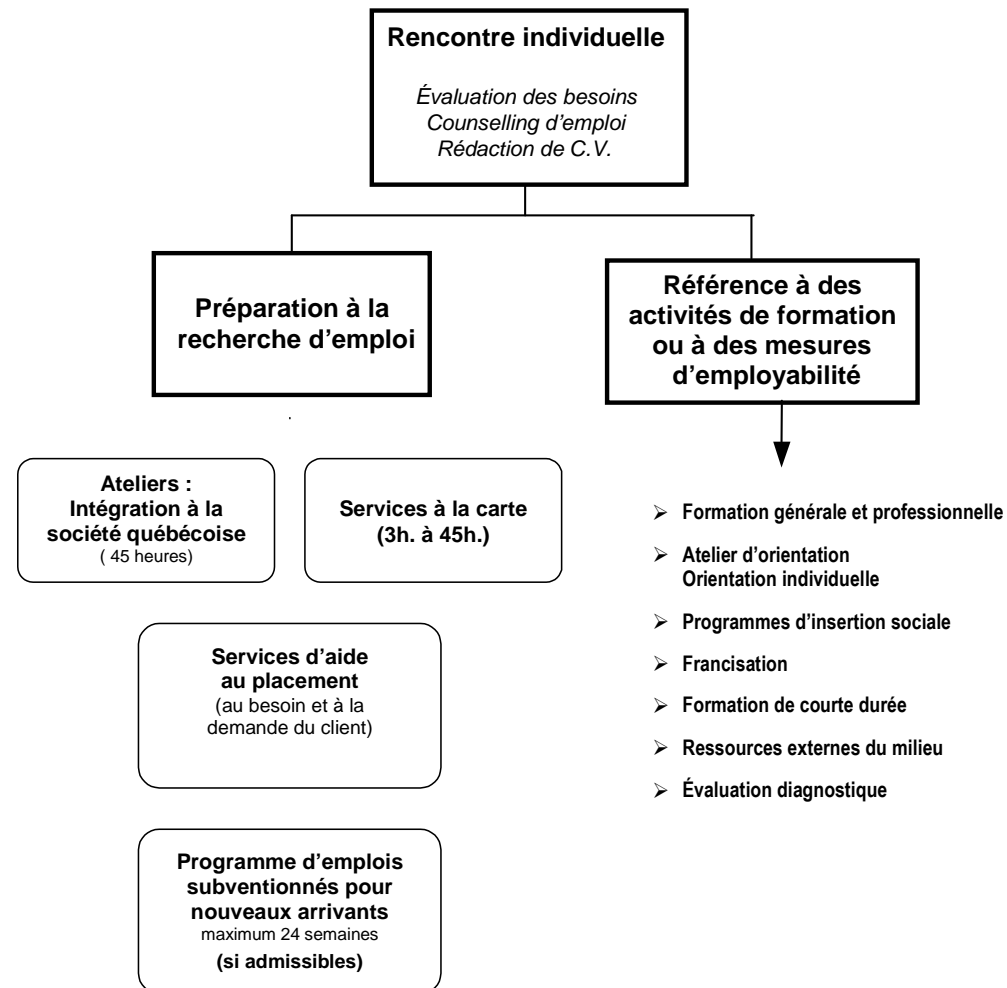 Rencontre individuelle
Évaluation des besoins
Counselling d'emploi
Rédaction de C.V.
Préparation à la
recherche d'emploi
Référence à des
activités de formation
ou à des mesures
d'employabilité
Ateliers :
Intégration à la
société québécoise
( 45 heures)
Services à la carte
(3h. à 45h.)
Services d'aide
au placement
(au besoin et à la
demande du client)
Programme d'emplois
subventionnés pour
nouveaux arrivants
maximum 24 semaines
(si admissibles)
➢ Formation générale et professionnelle
➢ Atelier d'orientation
Orientation individuelle
➢ Programmes d'insertion sociale
➢ Francisation
➢ Formation de courte durée
➢ Ressources externes du milieu
➢ Évaluation diagnostique